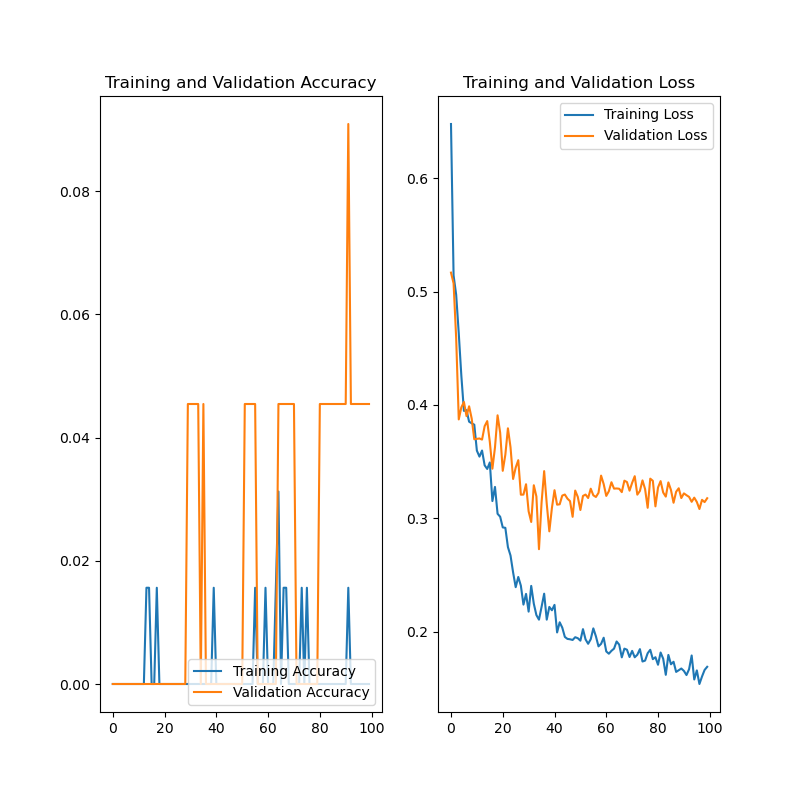 Training and Validation Accuracy
0.08
0.06
0.04
0.02
0.00
0 20 40 60 80 100
Training Accuracy
Validation Accuracy
Training and Validation Loss
Training Loss
Validation Loss
0.6
0.5
0.4
0.3
0.2
0 20 40 60 80 100